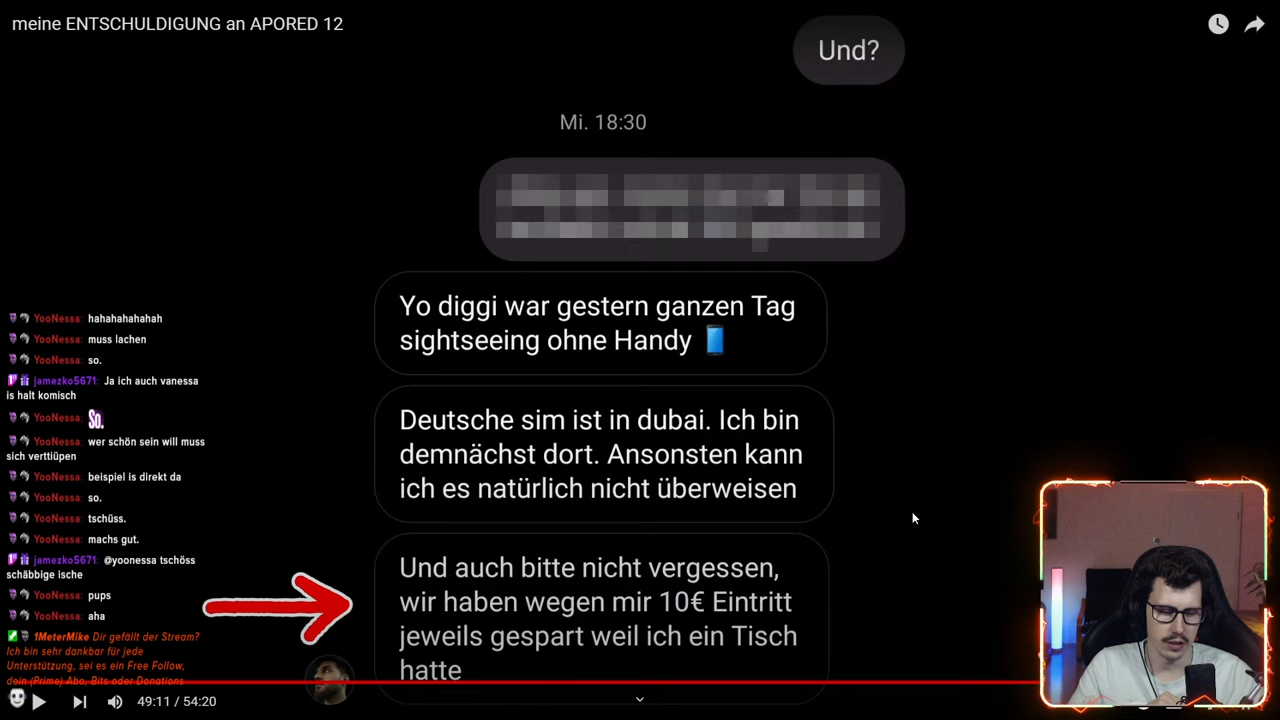 meine ENTSCHULDIGUNG an APORED 12
Und?
Mi. 18:30
Yo diggi war gestern ganzen Tag
sightseeing ohne Handy
Deutsche sim ist in dubai. Ich bin
demnächst dort. Ansonsten kann
ich es natürlich nicht überweisen
Und auch bitte nicht vergessen,
wir haben wegen mir 10€ Eintritt
jeweils gespart weil ich ein Tisch
hatte
YooNessa: hahahahahahah
YooNessa: muss lachen
YooNessa: so.
jamezko5671: Ja ich auch vanessa
is halt komisch
YooNessa: So.
YooNessa: wer schön sein will muss
sich verttiüpen
YooNessa: beispiel is direkt da
YooNessa: so.
YooNessa: tschüss.
YooNessa: machs gut.
jamezko5671: @yoonessa tschöss
schäbbige ische
YooNessa: pups
YooNessa: aha
1MeterMike Dir gefällt der Stream?
Ich bin sehr dankbar für jede
Unterstützung, sei es ein Free Follow,
dein (Prime) Abo, Bits oder Donations
49:11 / 54:20